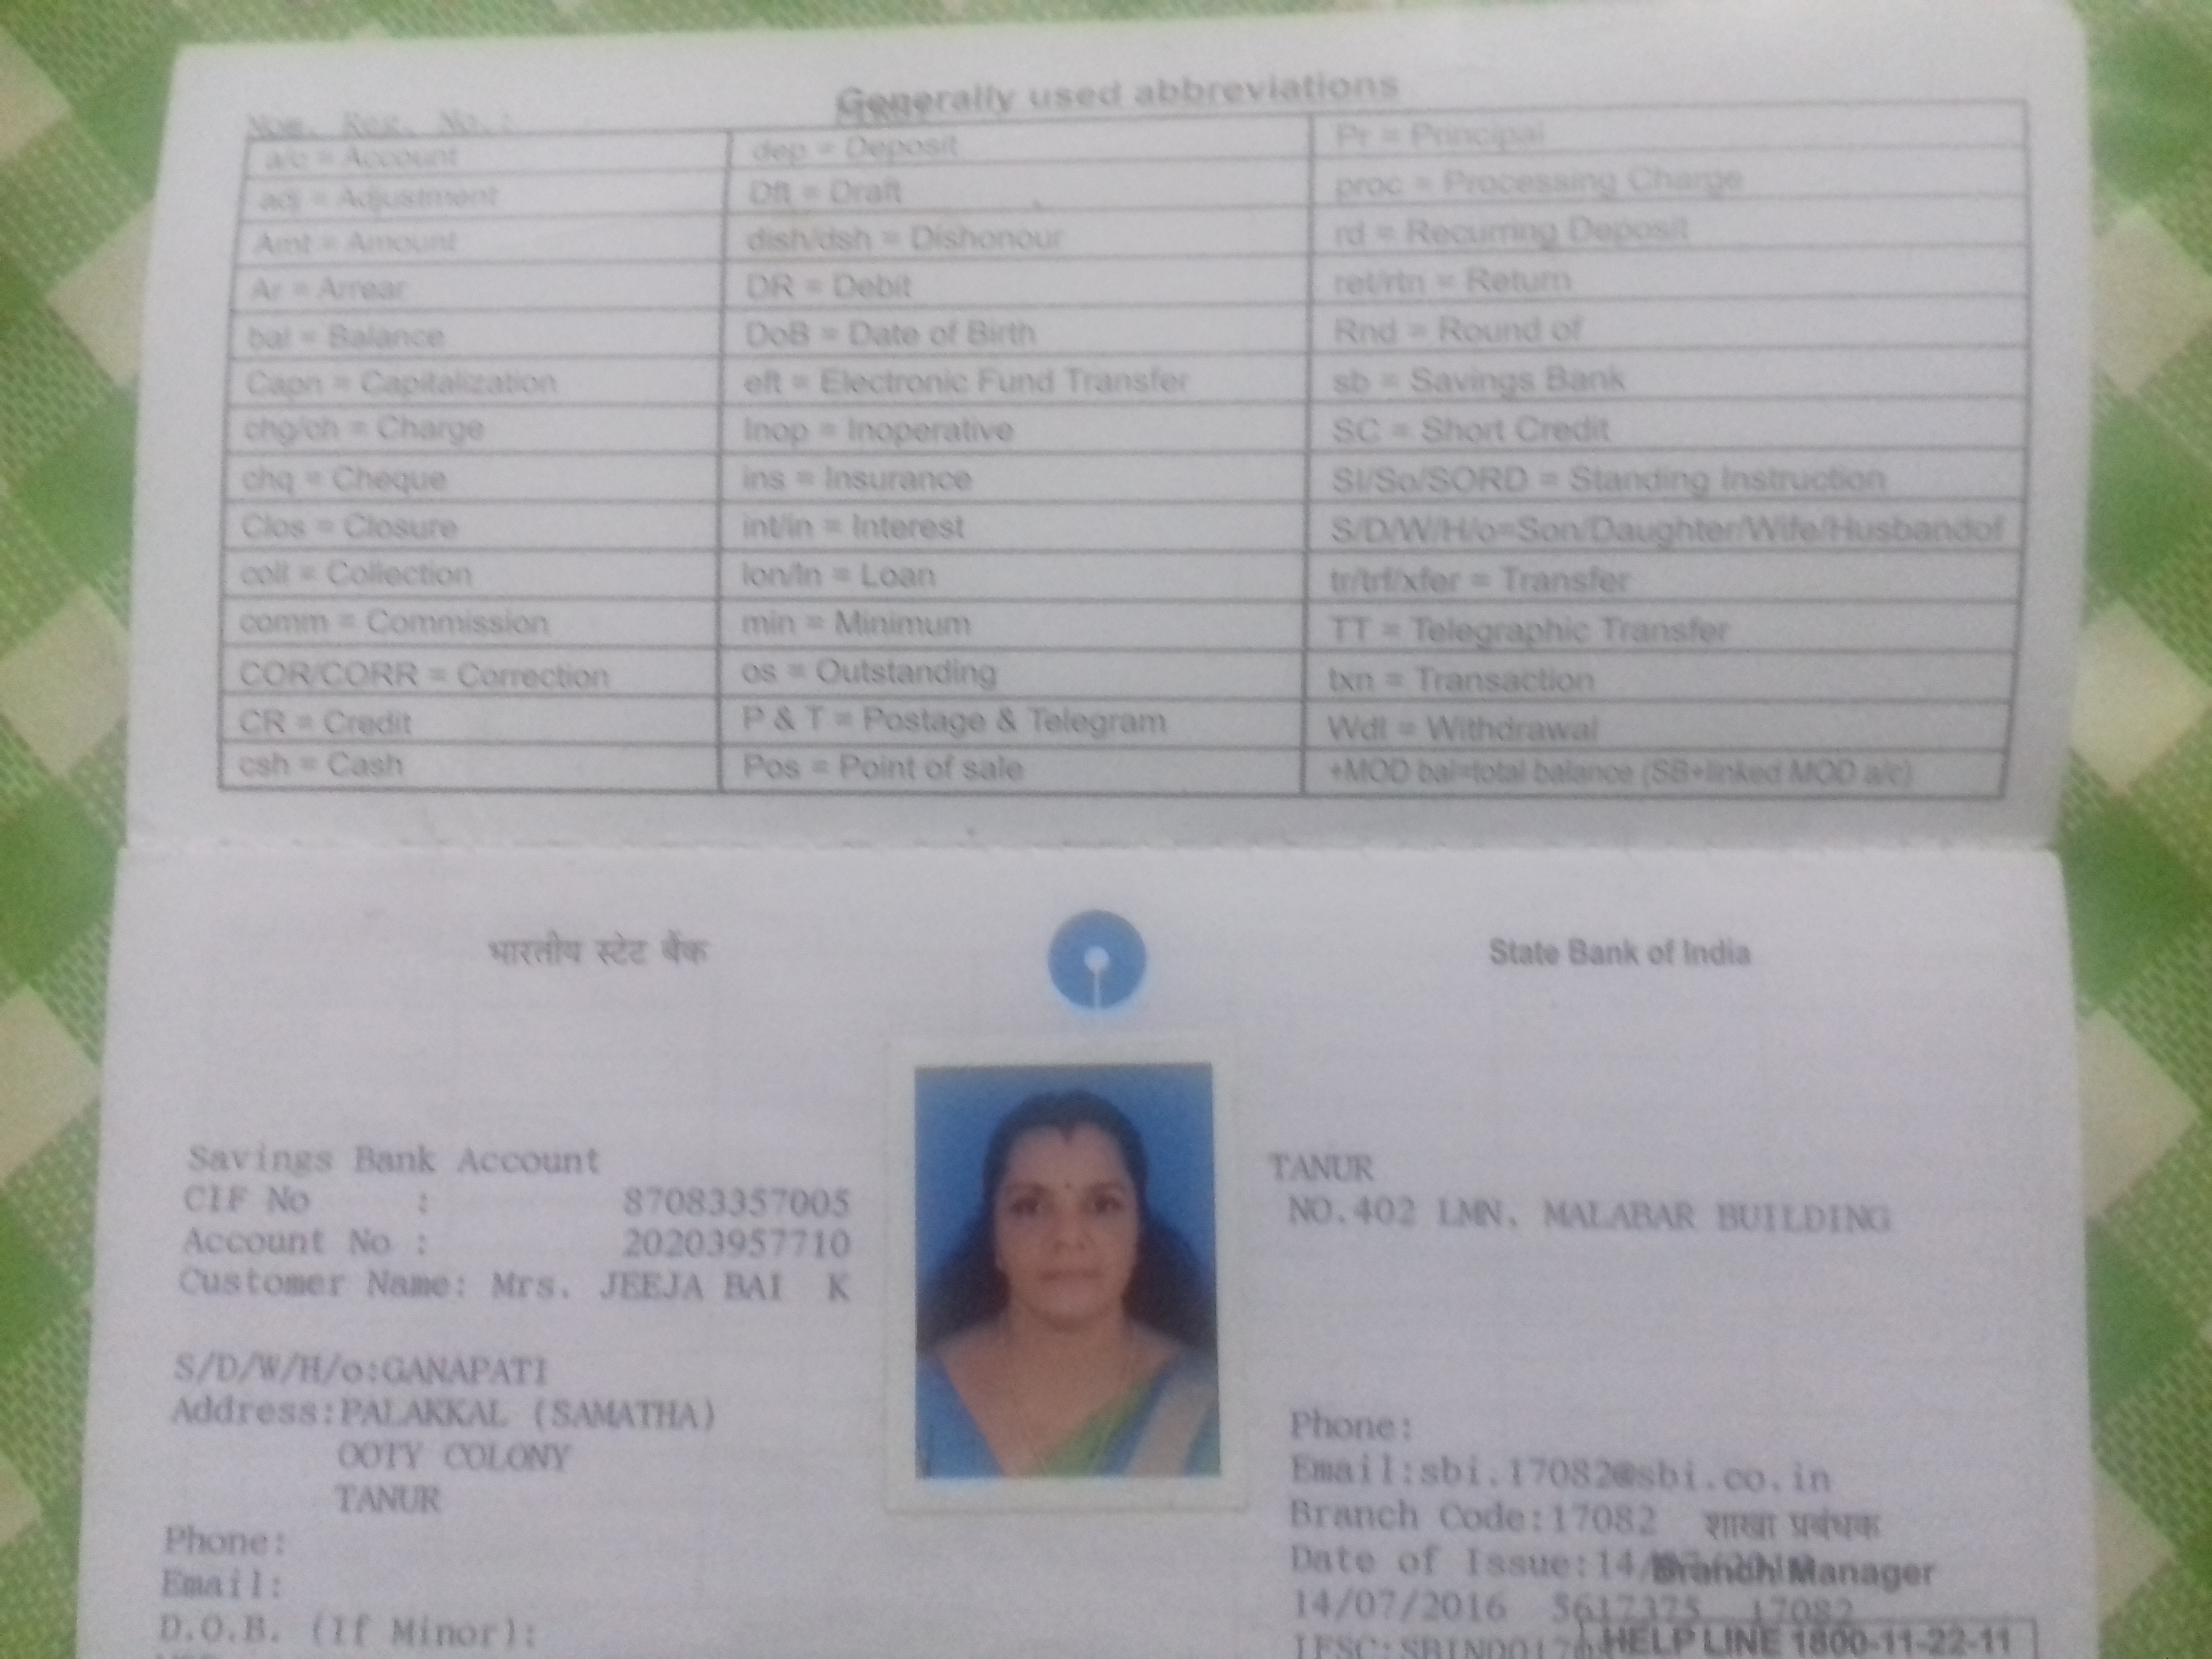 Generally used abbreviations
Nom. Reg. No.:
a/c = Account
adj = Adjustment
Amt = Amount
Ar = Arrear
bal = Balance
Capn = Capitalization
chg/ch = Charge
chq = Cheque
Clos = Closure
coll = Collection
comm = Commission
COR/CORR = Correction
CR = Credit
csh = Cash
dep = Deposit
Dft = Draft
dish/dsh = Dishonour
DR = Debit
DoB = Date of Birth
eft = Electronic Fund Transfer
Inop = Inoperative
ins = Insurance
int/in = Interest
lon/ln = Loan
min = Minimum
os = Outstanding
P & T = Postage & Telegram
Pos = Point of sale
Pr = Principal
proc = Processing Charge
rd = Recurring Deposit
ret/rtn = Return
Rnd = Round of
sb = Savings Bank
SC = Short Credit
SI/So/SORD = Standing Instruction
S/D/W/H/o=Son/Daughter/Wife/Husbandof
tr/trf/xfer = Transfer
TT = Telegraphic Transfer
txn = Transaction
Wdl = Withdrawal
+MOD bal=total balance (SB+linked MOD a/c)
भारतीय स्टेट बैंक
State Bank of India
Savings Bank Account
CIF No : 87083357005
Account No : 20203957710
Customer Name: Mrs. JEEJA BAI K
S/D/W/H/o:GANAPATI
Address:PALAKKAL (SAMATHA)
OOTY COLONY
TANUR
Phone:
Email:
D.O.B. (If Minor):
TANUR
NO.402 LMN, MALABAR BUILDING
Phone:
Email:sbi.17082@sbi.co.in
Branch Code:17082
शाखा प्रबंधक
Date of Issue:14/
Branch Manager
14/07/2016 5617375 17082
IFSC:
HELP LINE 1800-11-22-11